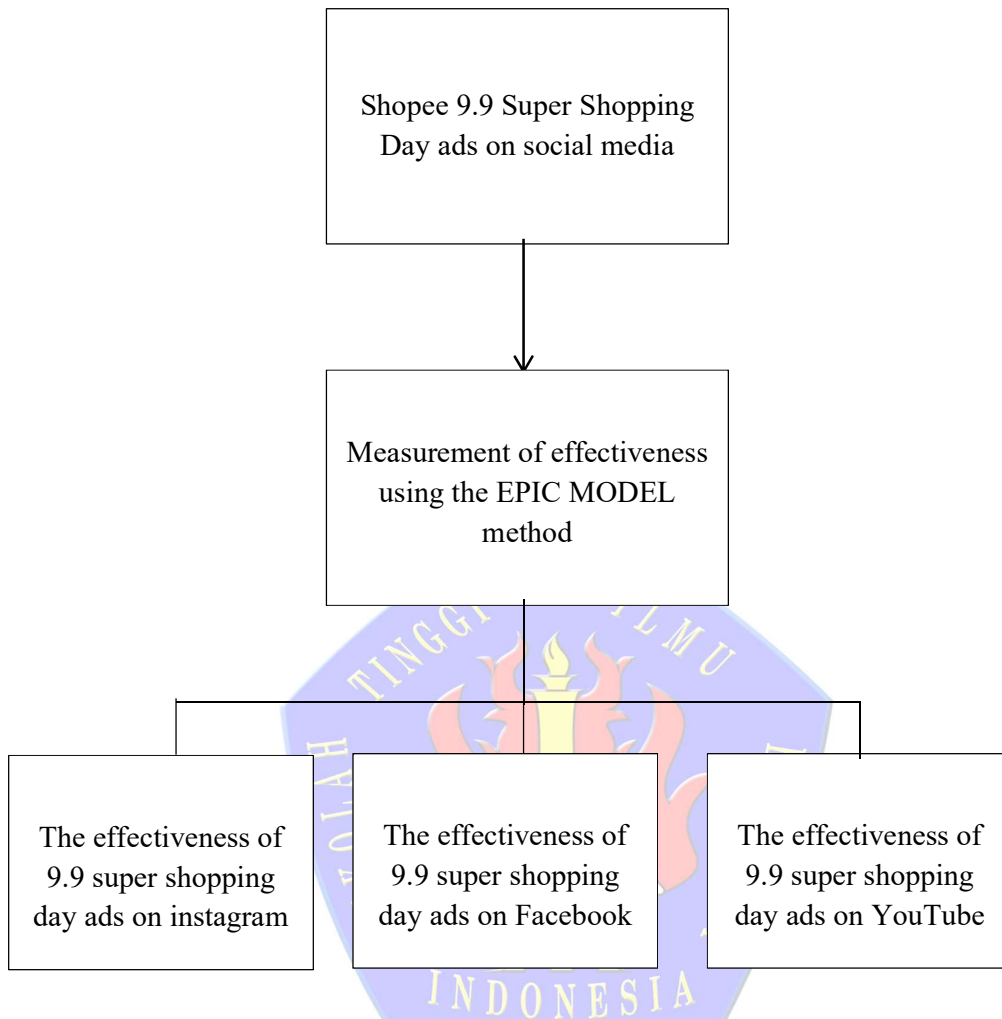 Shopee 9.9 Super Shopping
Day ads on social media
Measurement of effectiveness
using the EPIC MODEL
method
TINGGI ILMU
The effectiveness of
9.9 super shopping
day ads on instagram
The effectiveness of
9.9 super shopping
day ads on Facebook
The effectiveness of
9.9 super shopping
day ads on YouTube
INDONESIA